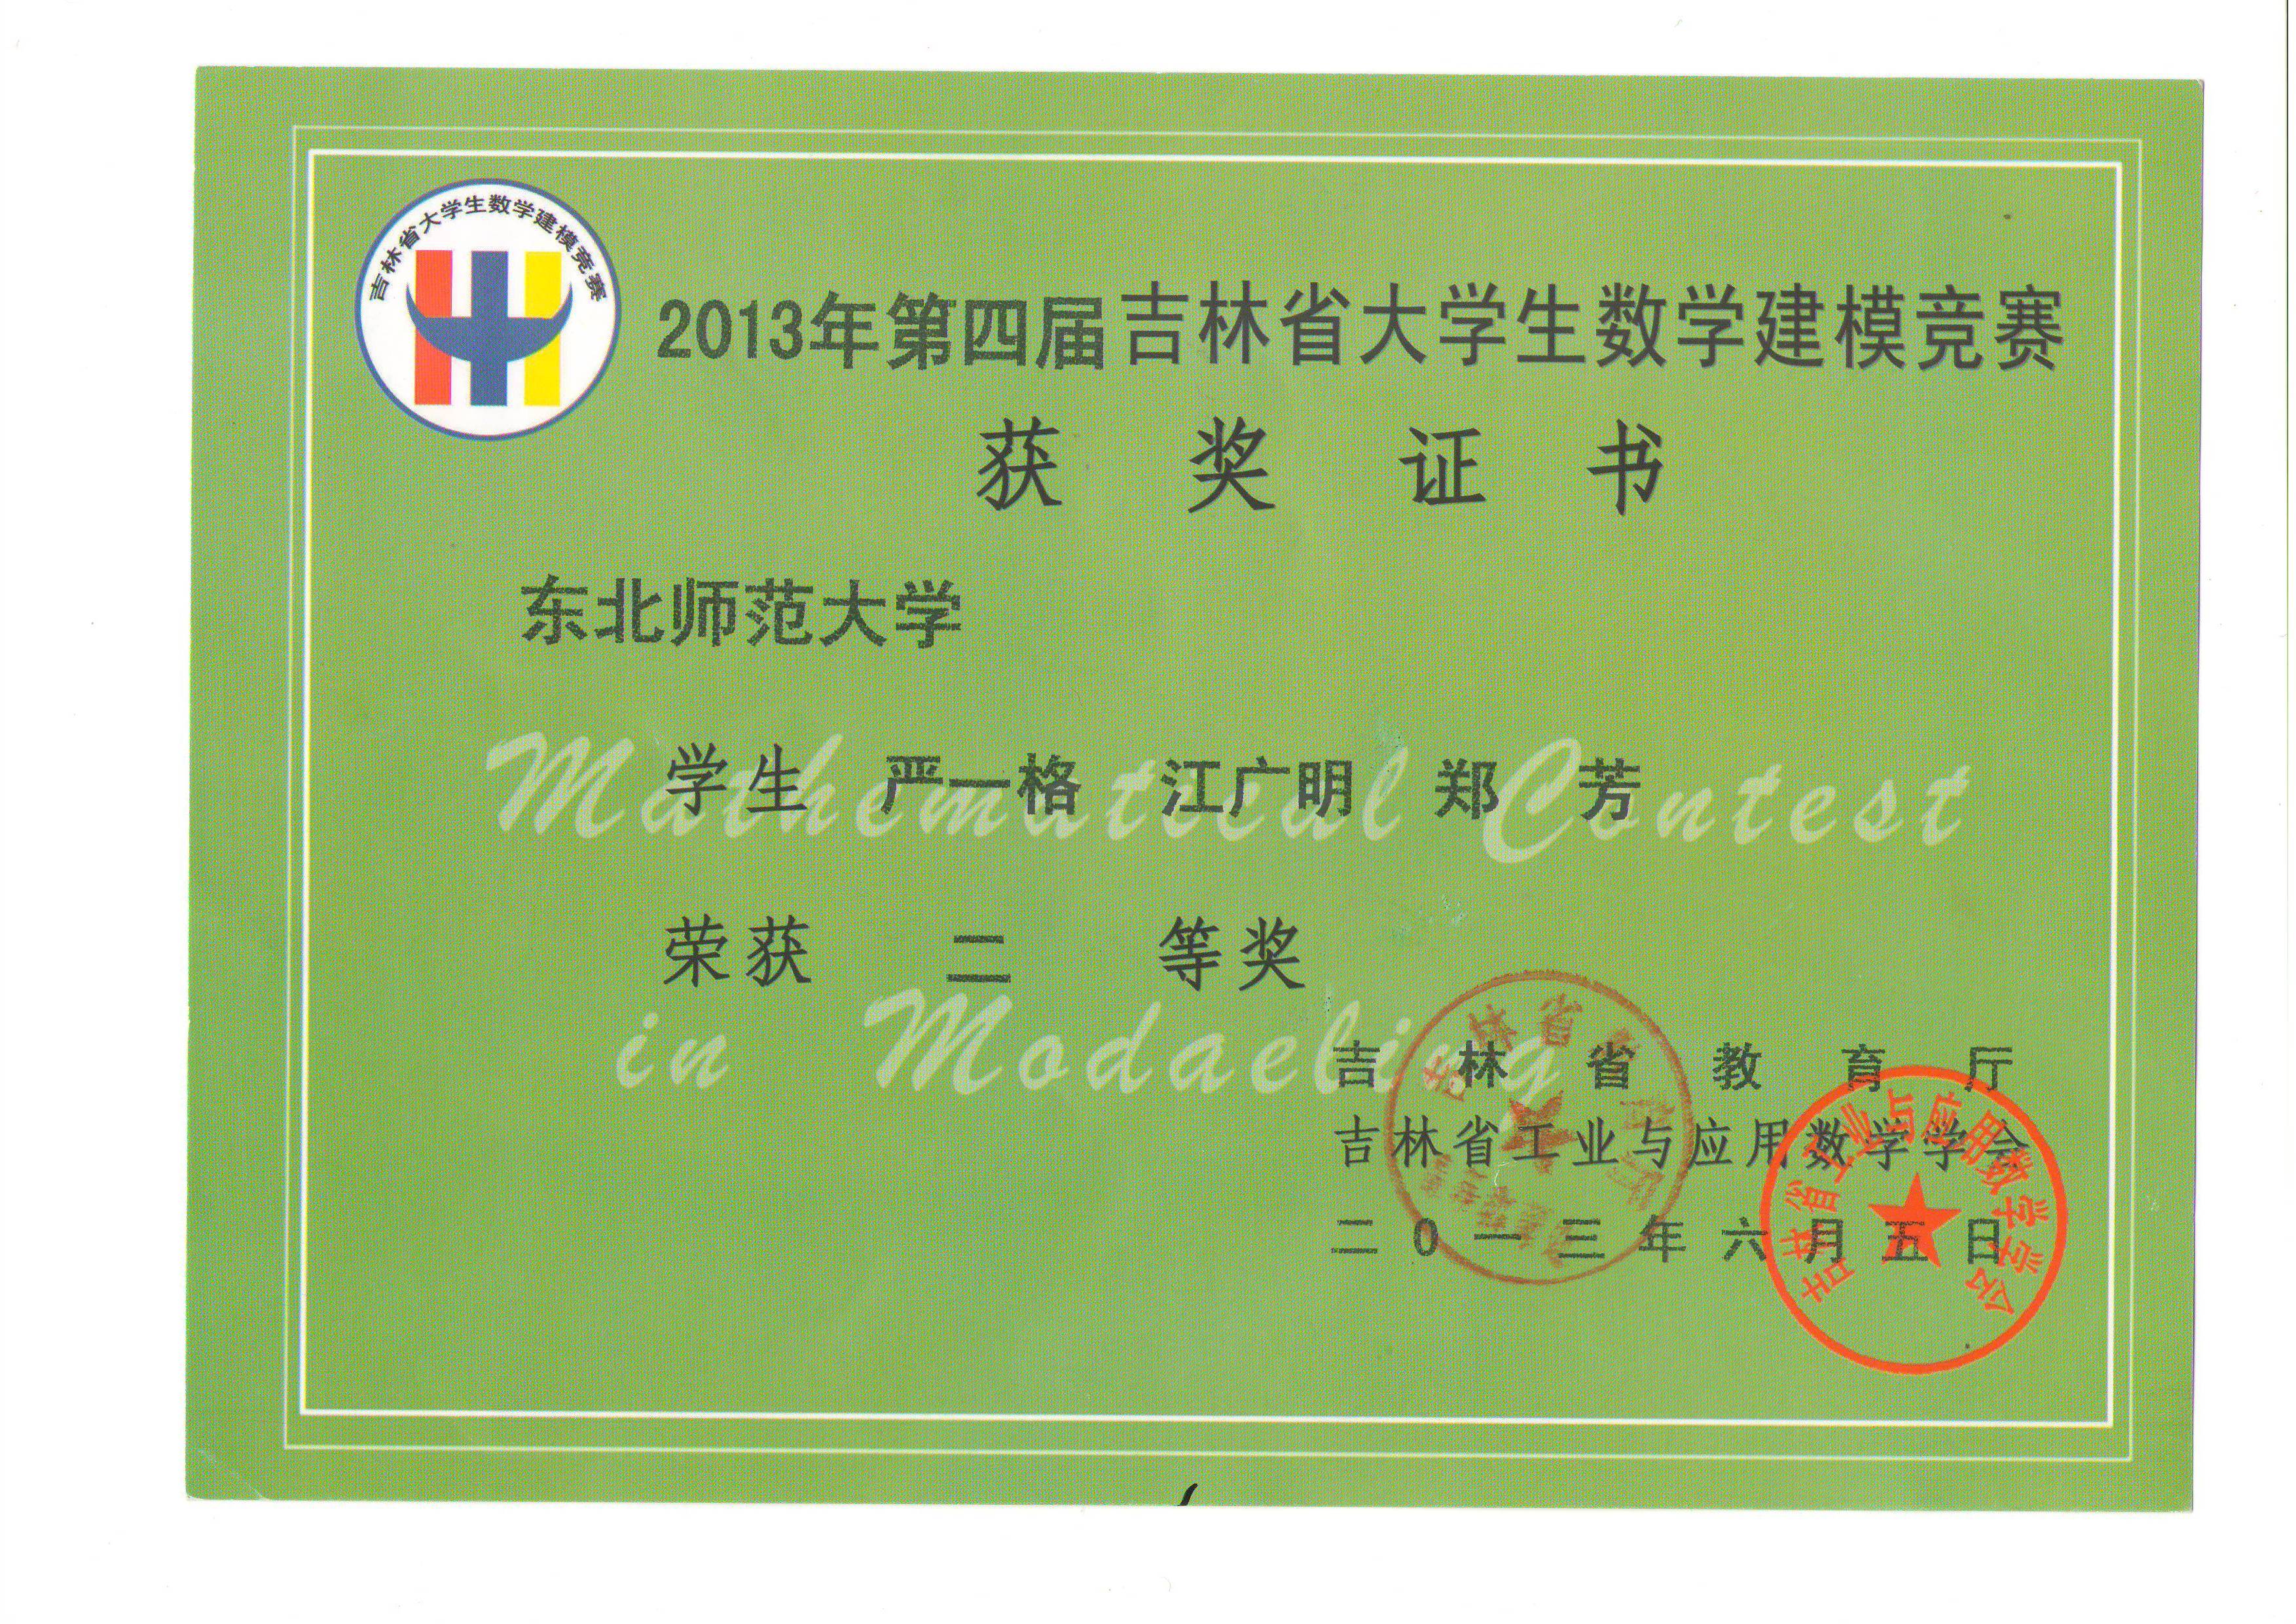 吉林省大学生数学建模竞赛
2013年第四届吉林省大学生数学建模竞赛
获奖证书
东北师范大学
学生 严一格 江广明 郑 芳
Mathematical Contest
荣获 二 等奖
in Modaeling
吉林省教育厅
吉林省工业与应用数学学会
二0一三年六月五日
吉林省工业与应用数学学会
吉林省